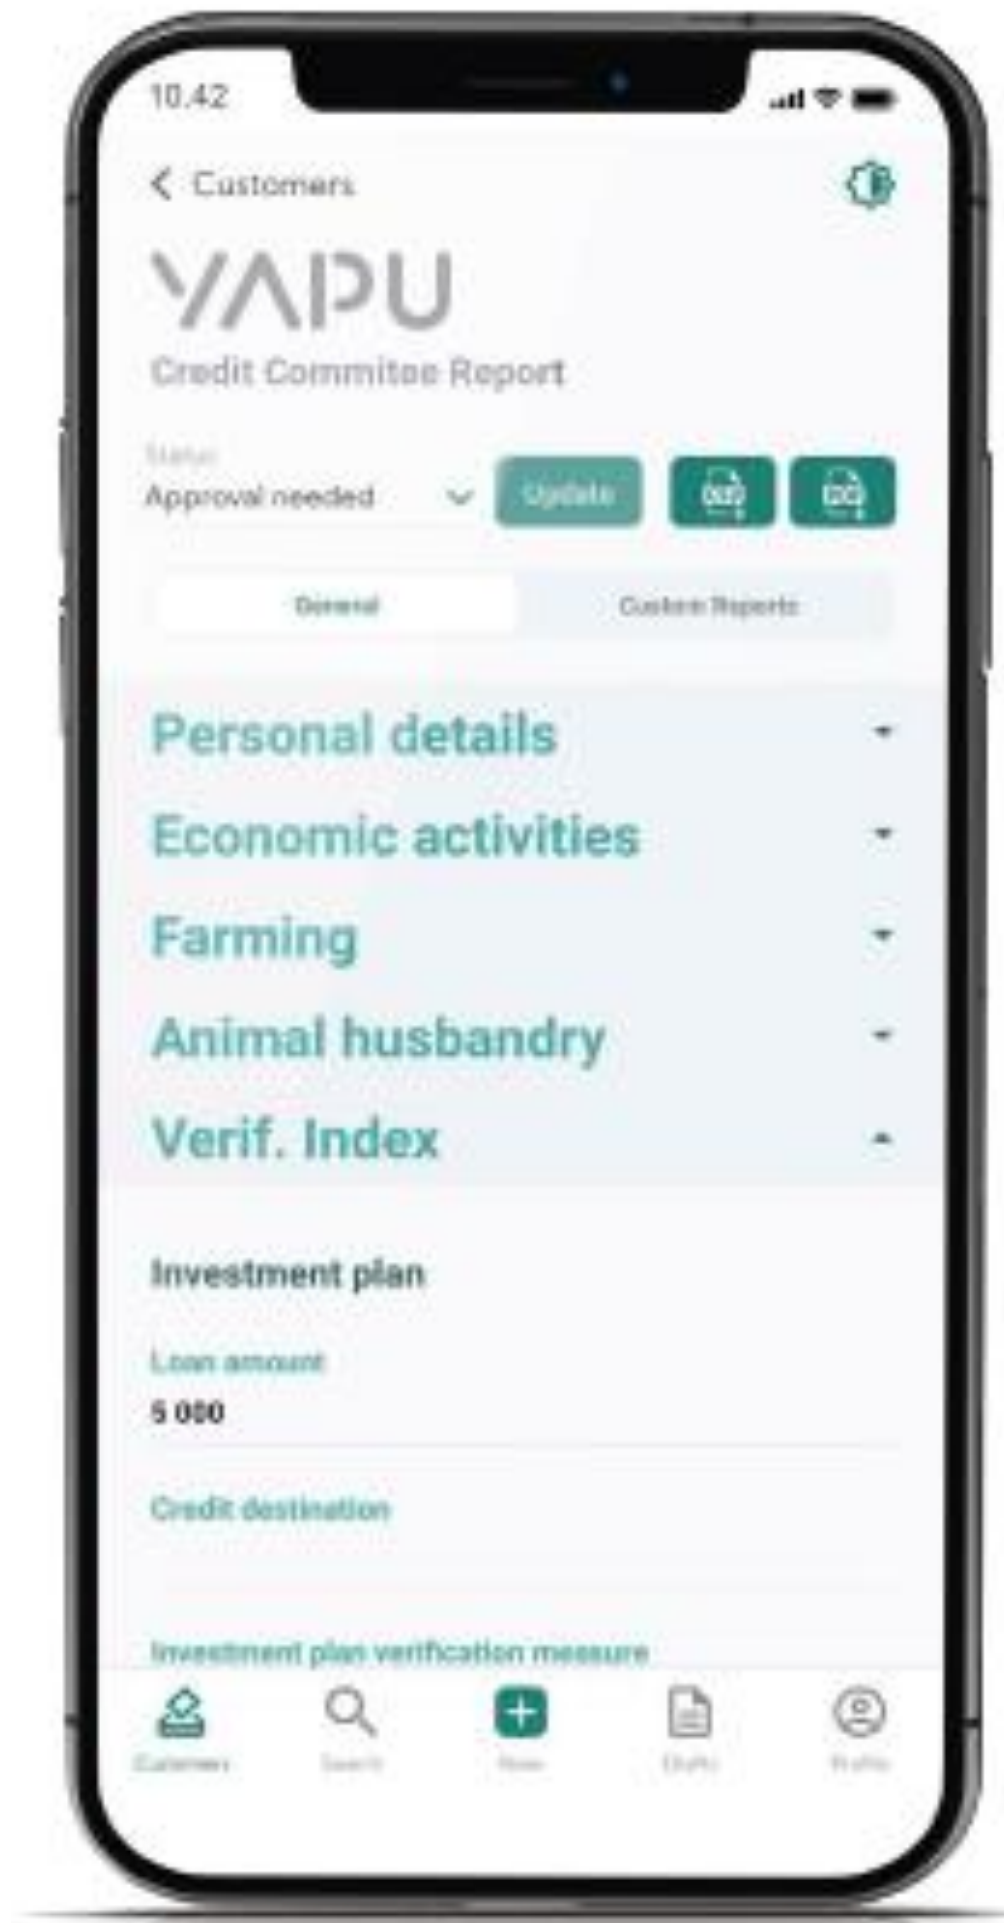 10.42
Customers
YAPU
Credit Commitee Report
Status
Approval needed
Update
General
Custom Reports
Personal details
Economic activities
Farming
Animal husbandry
Verif. Index
Investment plan
Loan amount
5 000
Credit destination
Investment plan verification measure
Customers
Search
New
Drafts
Profile